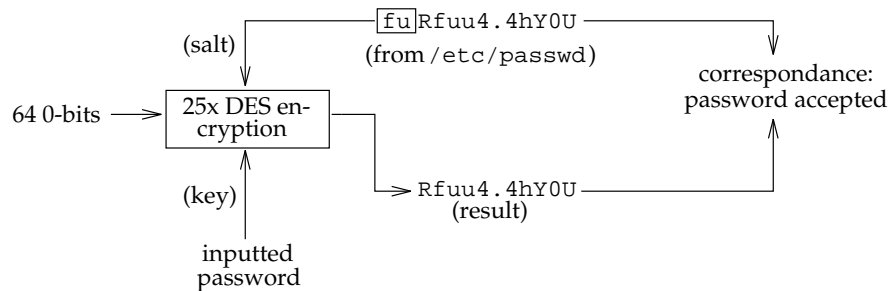 fuRfuu4.4hY0U
(salt)
(from /etc/passwd)
correspondance:
password accepted
64 0-bits
25x DES en-
cryption
Rfuu4.4hY0U
(result)
(key)
inputted
password